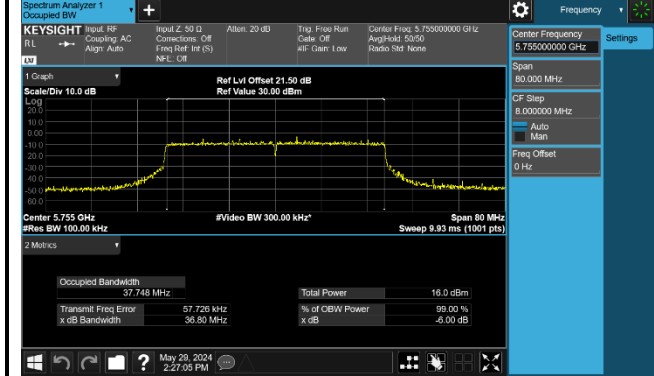 Spectrum Analyzer 1
Occupied BW
+
Frequency
KEYSIGHT
RL
LXI
Input: RF
Coupling: AC
Align: Auto
Input Z: 50 Ω
Corrections: Off
Freq Ref: Int (S)
NFE: Off
Atten: 20 dB
Trig: Free Run
Gate: Off
#IF Gain: Low
Center Freq: 5.755000000 GHz
Avg|Hold: 50/50
Radio Std: None
Center Frequency
5.755000000 GHz
Settings
Span
80.000 MHz
CF Step
8.000000 MHz
Auto
Man
Freq Offset
0 Hz
1 Graph
Scale/Div 10.0 dB
Ref Lvl Offset 21.50 dB
Ref Value 30.00 dBm
Log
20.0
10.0
0.00
-10.0
-20.0
-30.0
-40.0
-50.0
-60.0
Center 5.755 GHz
#Video BW 300.00 kHz*
Span 80 MHz
#Res BW 100.00 kHz
Sweep 9.93 ms (1001 pts)
2 Metrics
Occupied Bandwidth
37.748 MHz
Total Power 16.0 dBm
Transmit Freq Error 57.726 kHz
% of OBW Power 99.00 %
x dB Bandwidth 36.80 MHz
x dB -6.00 dB
?
May 29, 2024
2:27:05 PM